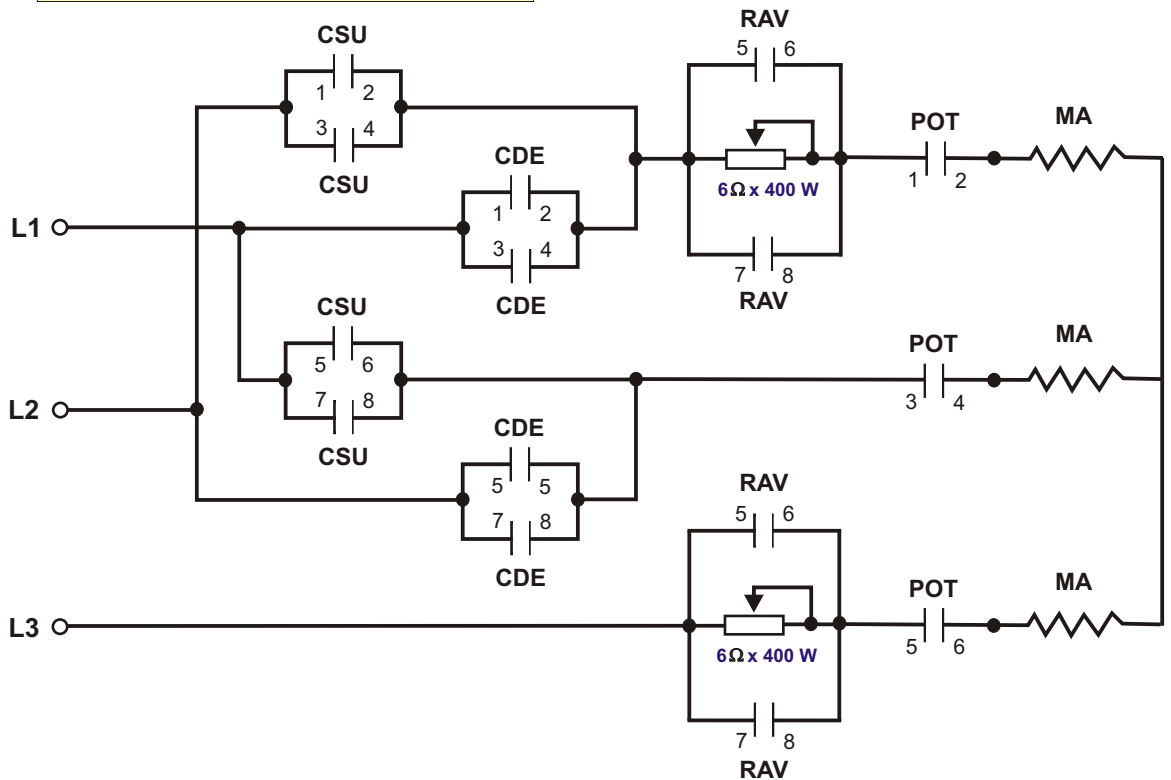 CSU
1 2
3 4
CSU
CDE
1 2
3 4
CDE
RAV
5 6
6Ω x 400 W
7 8
RAV
POT
1 2
MA
L1
CSU
5 6
7 8
CSU
POT
3 4
MA
L2
CDE
5 5
7 8
CDE
RAV
5 6
6Ω x 400 W
7 8
RAV
POT
5 6
MA
L3